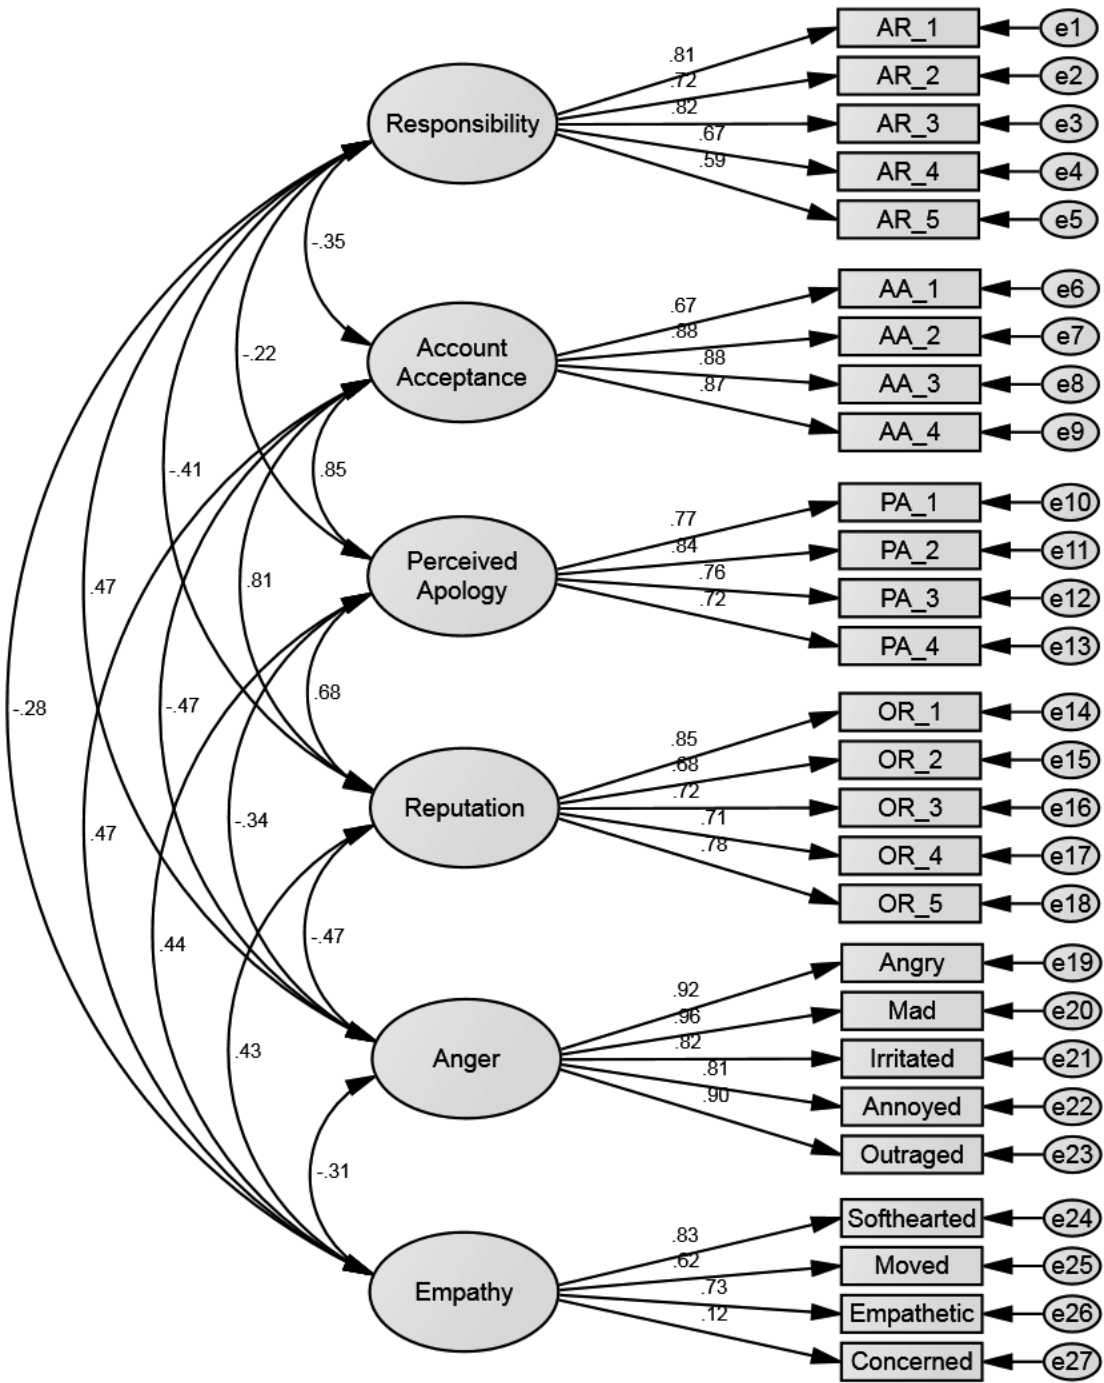 AR_1 e1
.81
AR_2 e2
.72
.82
Responsibility AR_3 e3
.67
AR_4 e4
.59
AR_5 e5
-.35
AA_1 e6
.67
.88
AA_2 e7
Account
Acceptance
.88
AA_3 e8
.87
AA_4 e9
-.22
-.41
.85
PA_1 e10
.77
.84
PA_2 e11
Perceived
Apology
.76
PA_3 e12
.72
PA_4 e13
.47
.81
-.28
-.47
.68
OR_1 e14
.85
OR_2 e15
.68
.72
Reputation OR_3 e16
.71
OR_4 e17
.78
OR_5 e18
.47
-.34
.44
-.47
Angry e19
.92
Mad e20
.96
.82
Anger Irritated e21
.81
Annoyed e22
.90
Outraged e23
.43
-.31
Softhearted e24
.83
.62
Moved e25
.73
Empathy Empathetic e26
.12
Concerned e27